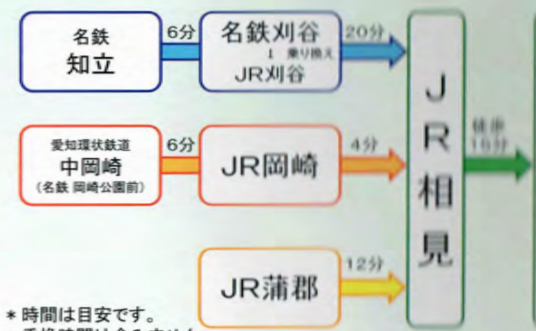 名鉄
知立
6分
名鉄刈谷
↓ 乗り換え
JR刈谷
20分
愛知環状鉄道
中岡崎
(名鉄 岡崎公園前)
6分
JR岡崎
4分
JR蒲郡
12分
JR相見
徒歩
＊時間は目安です。